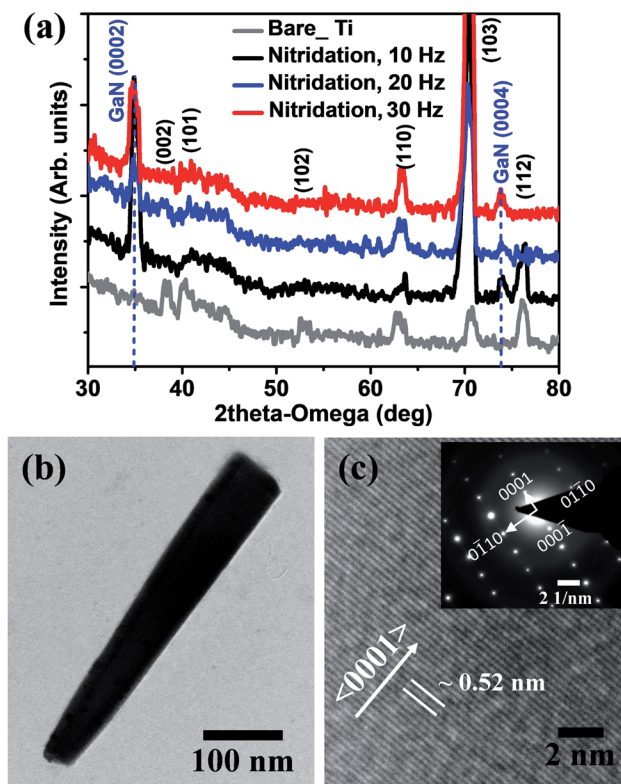 (a)
Bare_ Ti
Nitridation, 10 Hz
Nitridation, 20 Hz
Nitridation, 30 Hz
GaN (0002)
(002)
(101)
(102)
(110)
(103)
GaN (0004)
(112)
Intensity (Arb. units)
30 40 50 60 70 80
2theta-Omega (deg)
(b)
100 nm
(c)
0001
01̄10
01̄10
0001̄
2 1/nm
<0001>
~ 0.52 nm
2 nm